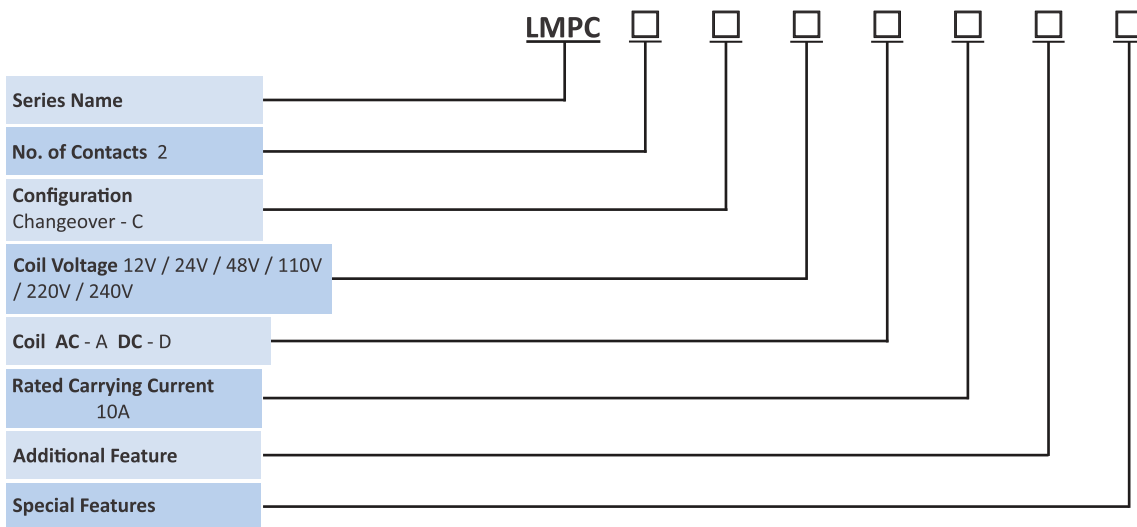 LMPC
Series Name
No. of Contacts 2
Configuration
Changeover - C
Coil Voltage 12V / 24V / 48V / 110V
/ 220V / 240V
Coil AC - A DC - D
Rated Carrying Current
10A
Additional Feature
Special Features